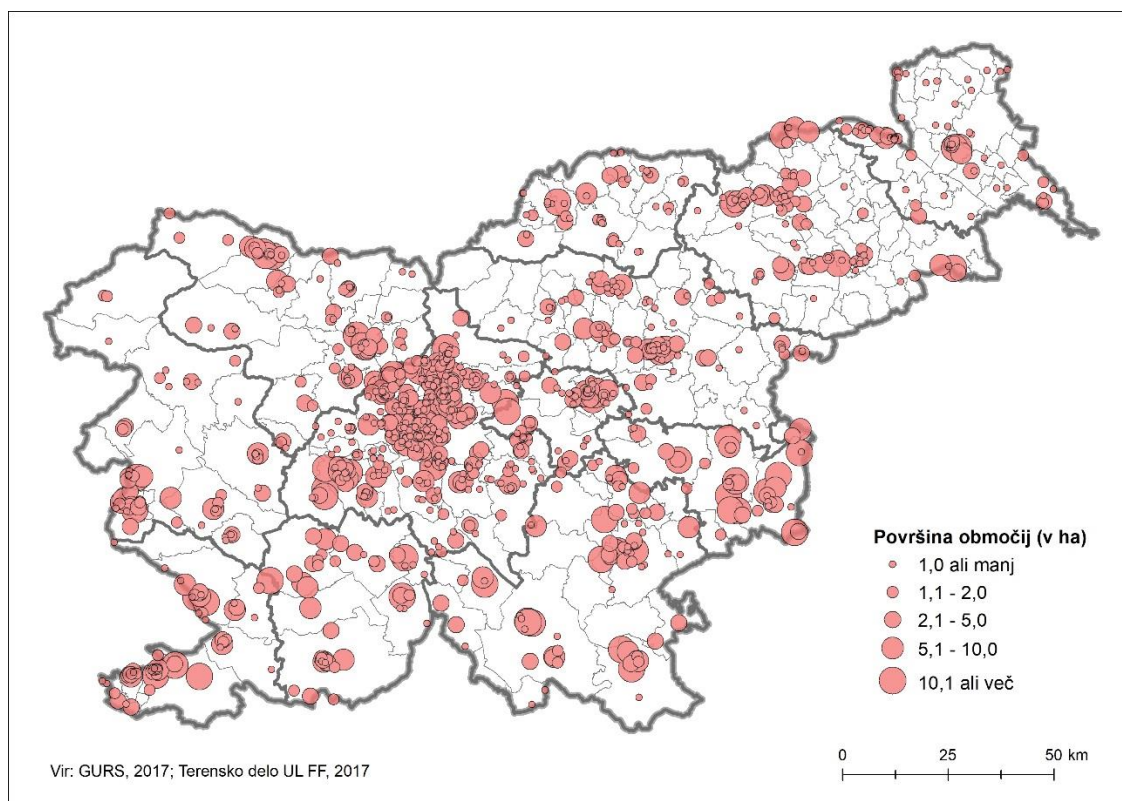 Površina območij (v ha)
1,0 ali manj
1,1 - 2,0
2,1 - 5,0
5,1 - 10,0
10,1 ali več
0 25 50 km
Vir: GURS, 2017; Terensko delo UL FF, 2017